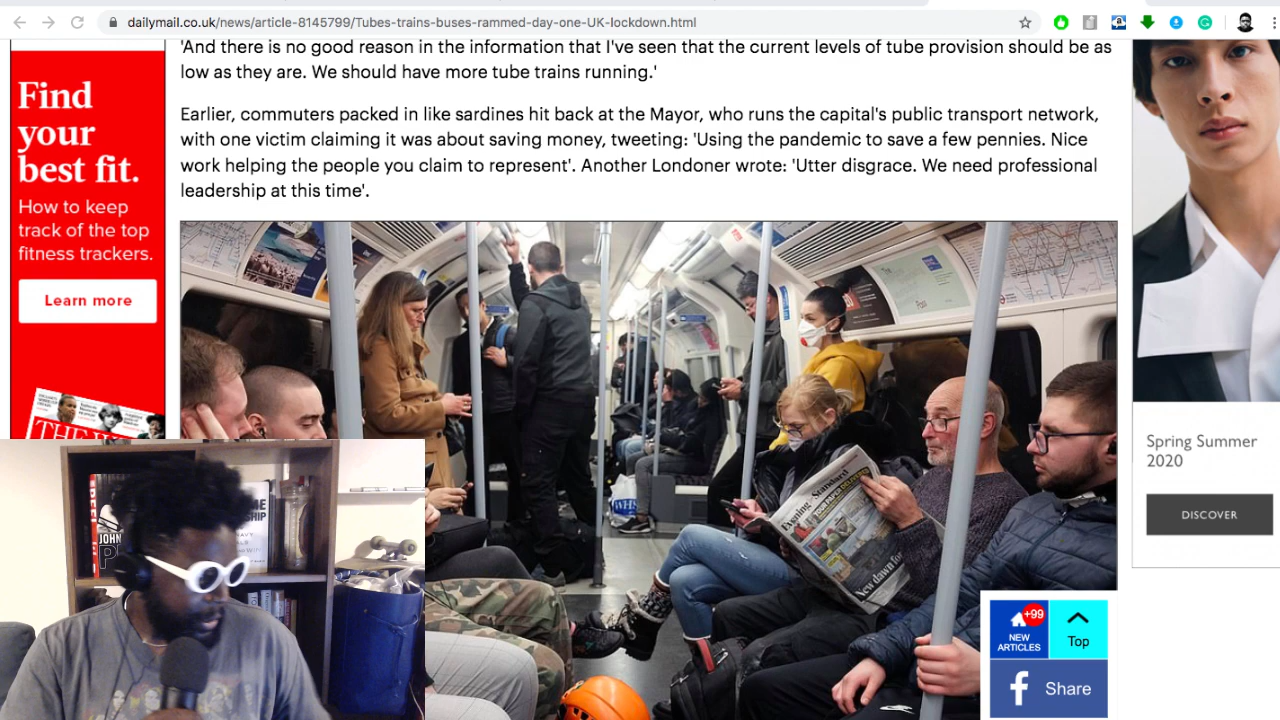 dailymail.co.uk/news/article-8145799/Tubes-trains-buses-rammed-day-one-UK-lockdown.html
'And there is no good reason in the information that I've seen that the current levels of tube provision should be as
low as they are. We should have more tube trains running.'
Earlier, commuters packed in like sardines hit back at the Mayor, who runs the capital's public transport network,
with one victim claiming it was about saving money, tweeting: 'Using the pandemic to save a few pennies. Nice
work helping the people you claim to represent'. Another Londoner wrote: 'Utter disgrace. We need professional
leadership at this time'.
Find
your
best fit.
How to keep
track of the top
fitness trackers.
Learn more
Evening Standard
New dawn for
WHS
JOHN
Spring Summer
2020
DISCOVER
+99
NEW
ARTICLES
Top
Share